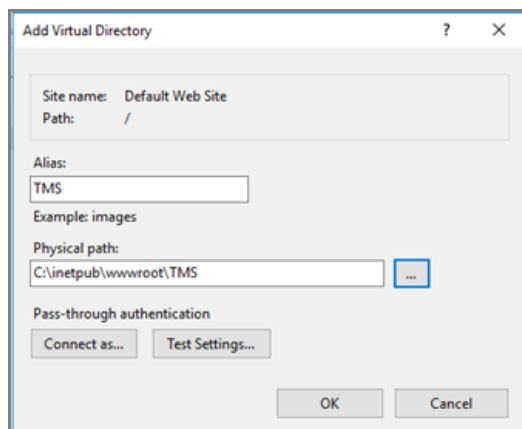 Add Virtual Directory
?
Site name: Default Web Site
Path: /
Alias:
TMS
Example: images
Physical path:
C:\inetpub\wwwroot\TMS
...
Pass-through authentication
Connect as... Test Settings...
OK Cancel